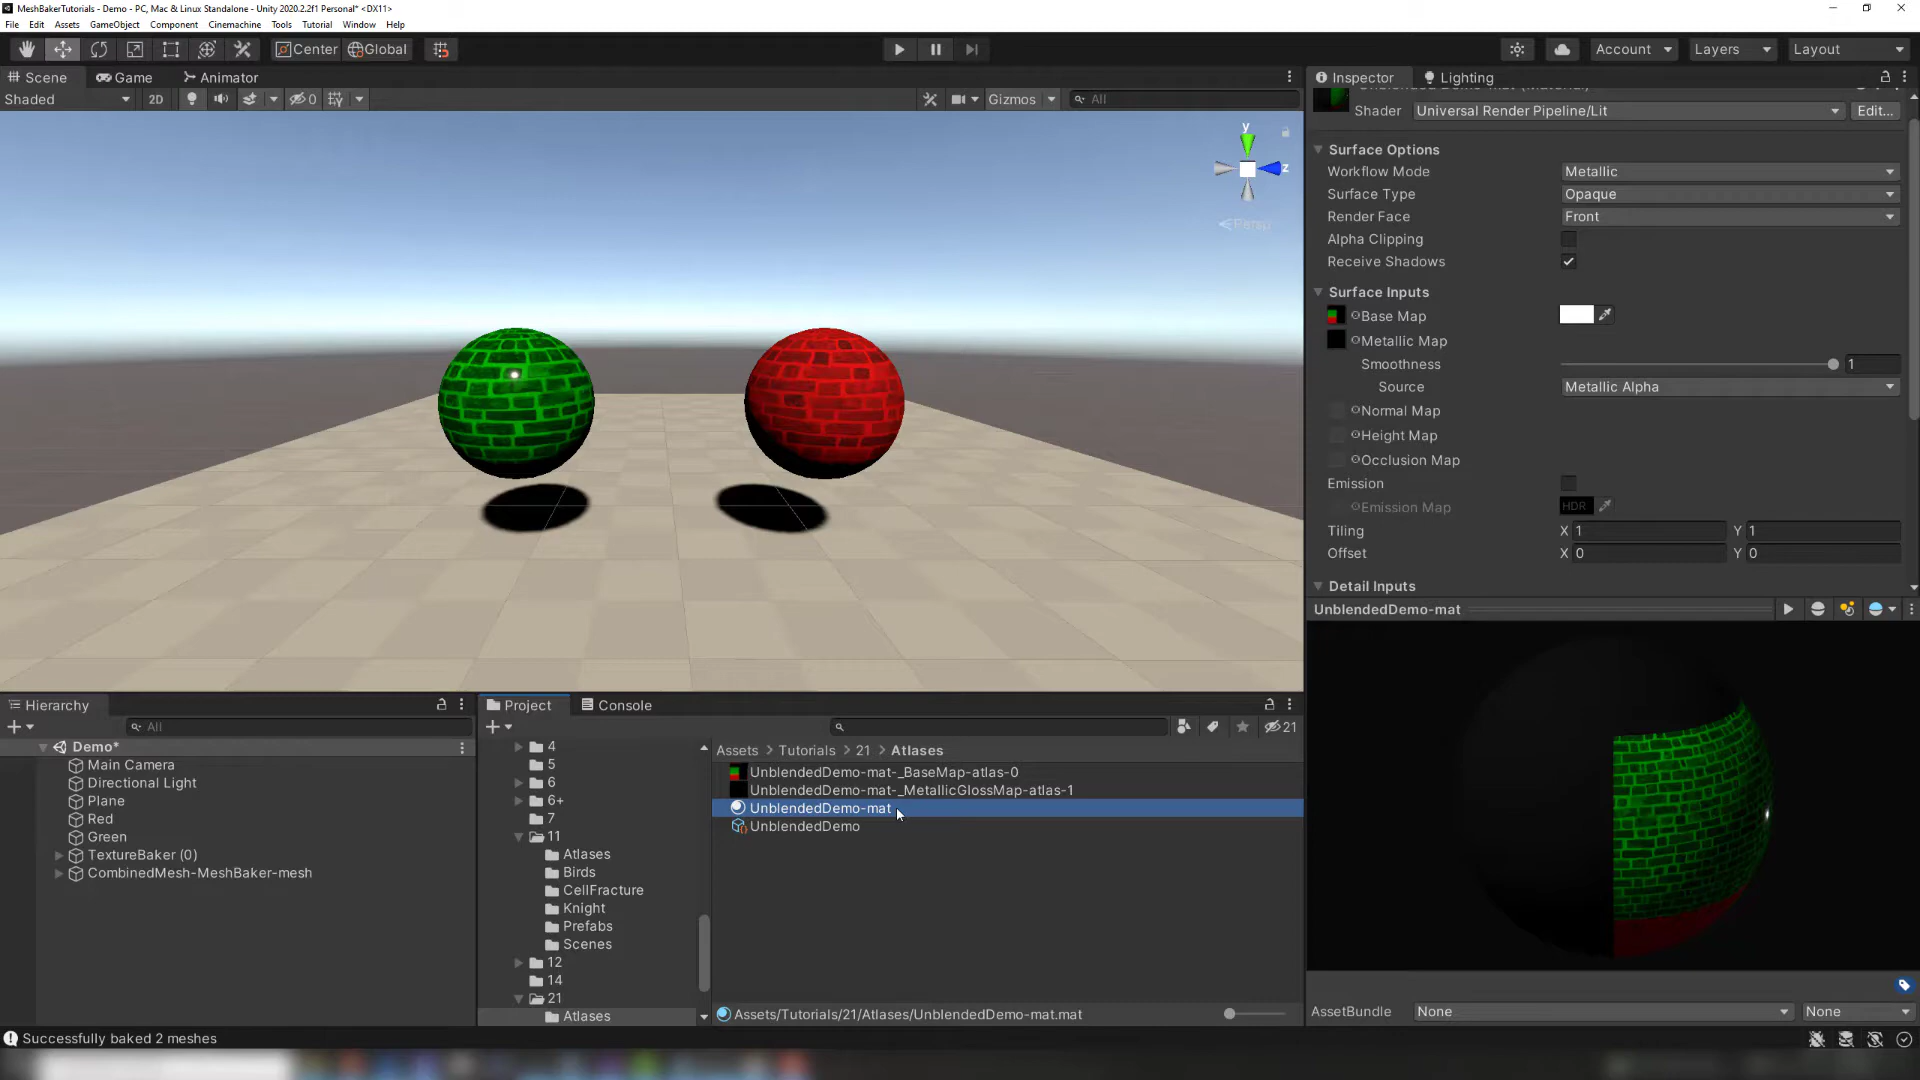 MeshBakerTutorials - Demo - PC, Mac & Linux Standalone - Unity 2020.2.2f1 Personal* <DX11>
File Edit Assets GameObject Component Cinemachine Tools Tutorial Window Help
Center Global Account Layers Layout
Scene Game Animator
Shaded 2D 0 Gizmos All
y
z
Persp
Inspector Lighting
Shader Universal Render Pipeline/Lit Edit...
Surface Options
Workflow Mode Metallic
Surface Type Opaque
Render Face Front
Alpha Clipping
Receive Shadows
Surface Inputs
Base Map
Metallic Map
Smoothness 1
Source Metallic Alpha
Normal Map
Height Map
Occlusion Map
Emission
Emission Map HDR
Tiling X 1 Y 1
Offset X 0 Y 0
Detail Inputs
UnblendedDemo-mat
AssetBundle None None
Hierarchy
All
Demo*
Main Camera
Directional Light
Plane
Red
Green
TextureBaker (0)
CombinedMesh-MeshBaker-mesh
Project Console
21
4
5
6
6+
7
11
Atlases
Birds
CellFracture
Knight
Prefabs
Scenes
12
14
21
Atlases
Assets > Tutorials > 21 > Atlases
UnblendedDemo-mat-_BaseMap-atlas-0
UnblendedDemo-mat-_MetallicGlossMap-atlas-1
UnblendedDemo-mat
UnblendedDemo
Assets/Tutorials/21/Atlases/UnblendedDemo-mat.mat
Successfully baked 2 meshes